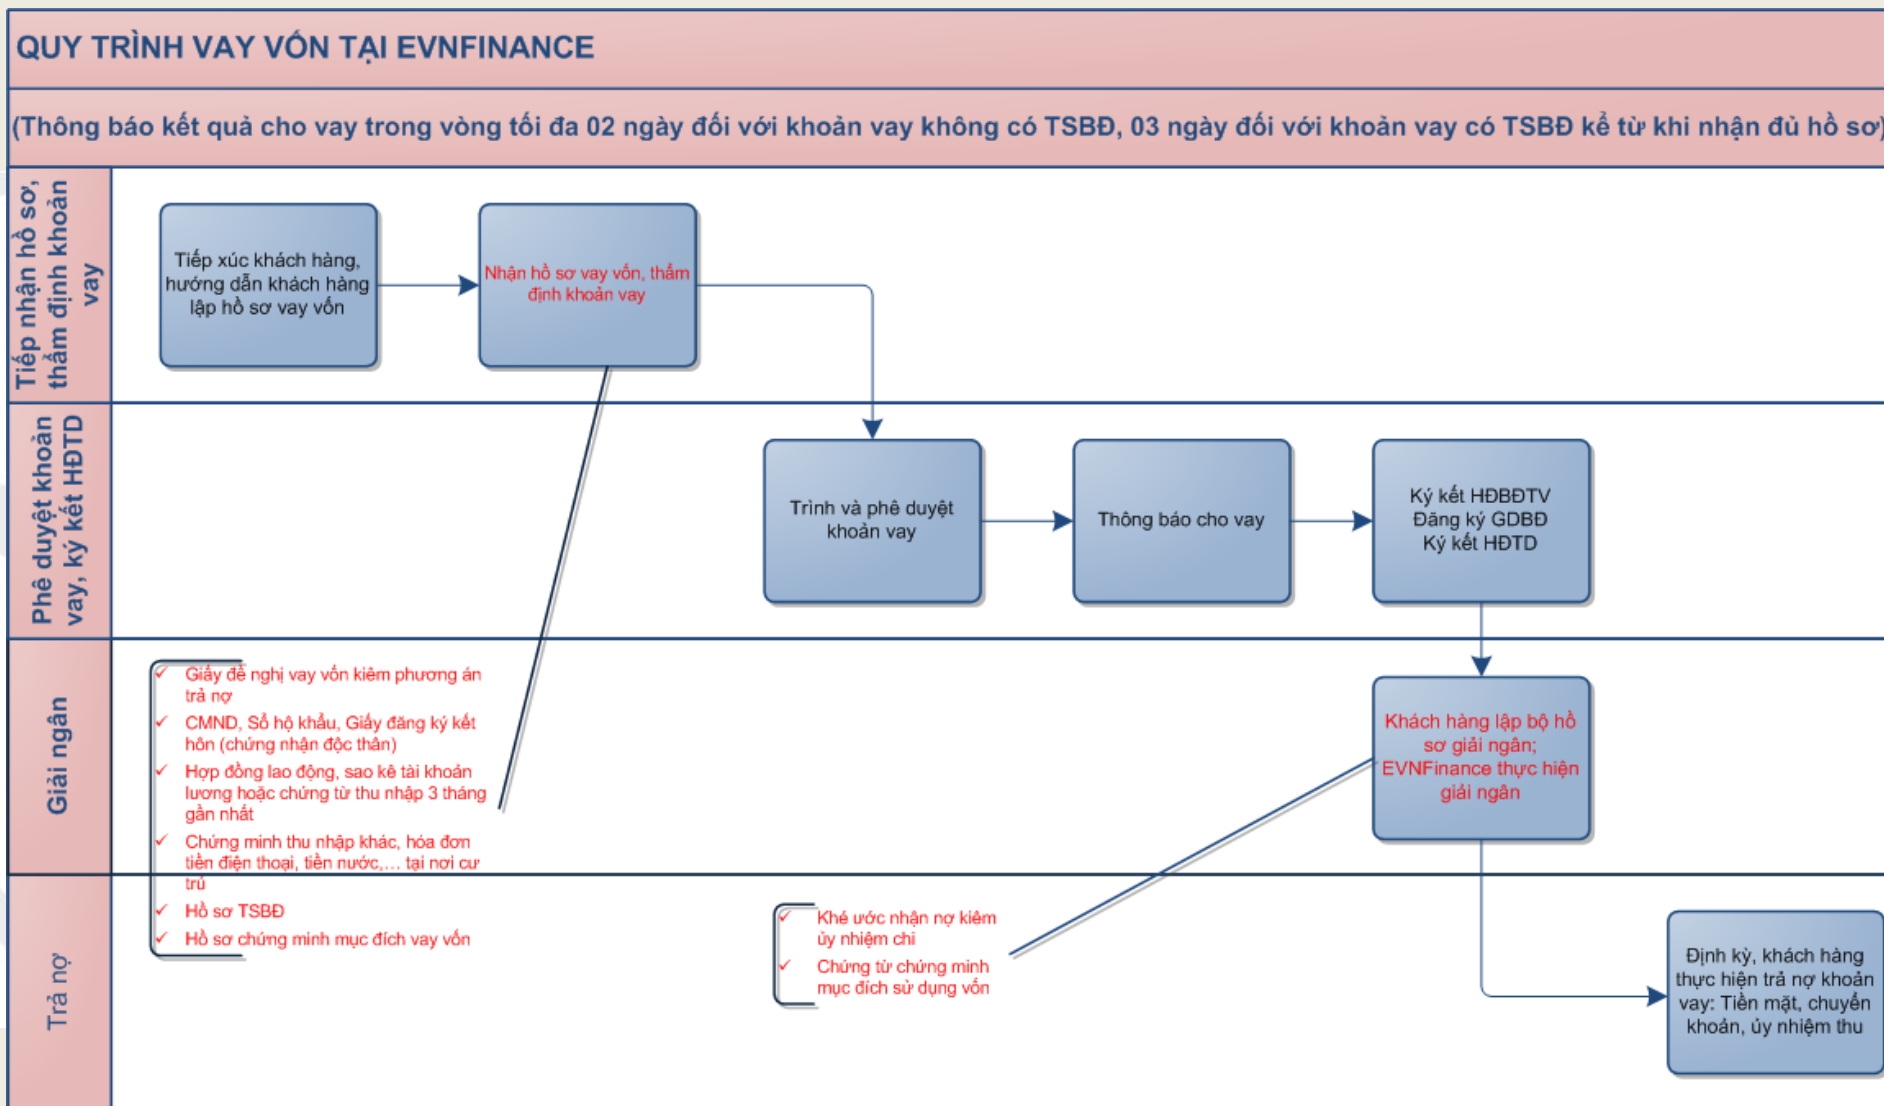 QUY TRÌNH VAY VỐN TẠI EVNFINANCE
(Thông báo kết quả cho vay trong vòng tối đa 02 ngày đối với khoản vay không có TSBĐ, 03 ngày đối với khoản vay có TSBĐ kể từ khi nhận đủ hồ sơ)
Tiếp nhận hồ sơ,
thẩm định khoản
vay
Tiếp xúc khách hàng,
hướng dẫn khách hàng
lập hồ sơ vay vốn
Nhận hồ sơ vay vốn, thẩm
định khoản vay
Phê duyệt khoản
vay, ký kết HĐTD
Trình và phê duyệt
khoản vay
Thông báo cho vay
Ký kết HĐBĐTV
Đăng ký GDBĐ
Ký kết HĐTD
Giải ngân
✓ Giấy đề nghị vay vốn kiêm phương án
trả nợ
✓ CMND, Sổ hộ khẩu, Giấy đăng ký kết
hôn (chứng nhận độc thân)
✓ Hợp đồng lao động, sao kê tài khoản
lương hoặc chứng từ thu nhập 3 tháng
gần nhất
✓ Chứng minh thu nhập khác, hóa đơn
tiền điện thoại, tiền nước,... tại nơi cư
trú
✓ Hồ sơ TSBĐ
✓ Hồ sơ chứng minh mục đích vay vốn
Khách hàng lập bộ hồ
sơ giải ngân;
EVNFinance thực hiện
giải ngân
Trả nợ
✓ Khé ước nhận nợ kiêm
ủy nhiệm chi
✓ Chứng từ chứng minh
mục đích sử dụng vốn
Định kỳ, khách hàng
thực hiện trả nợ khoản
vay: Tiền mặt, chuyển
khoản, ủy nhiệm thu